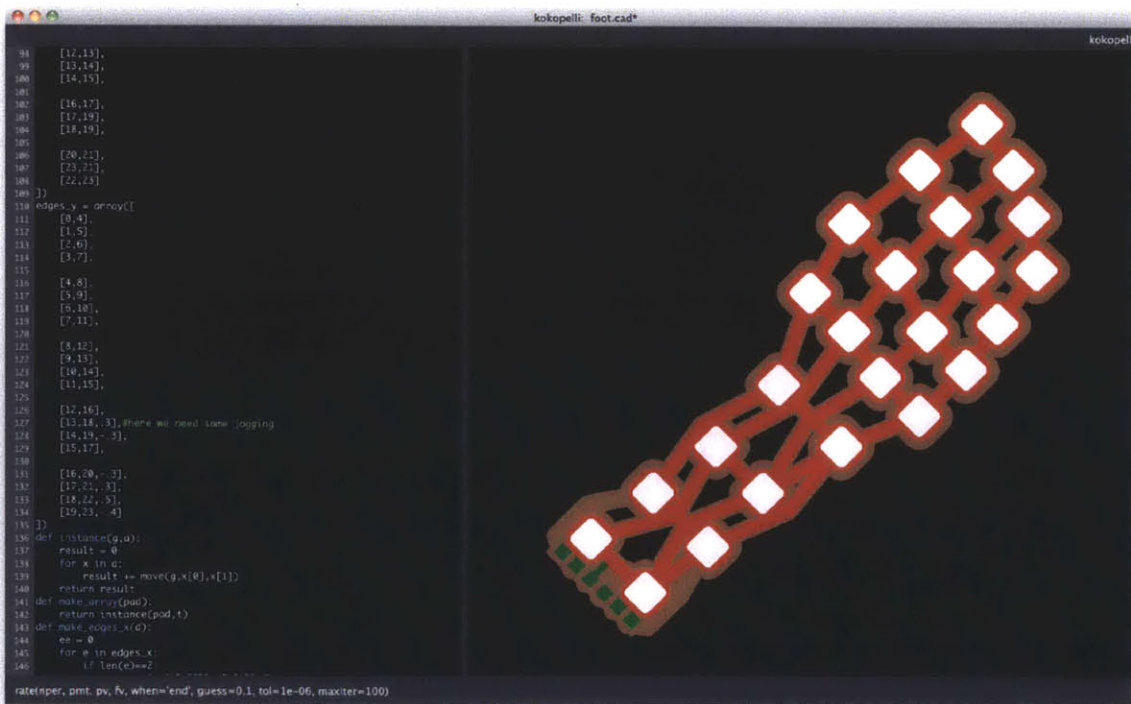 kokopelli: foot.cad*
kokopelli
98 [12,13],
99 [13,14],
100 [14,15],
101
102 [16,17],
103 [17,19],
104 [18,19],
105
106 [20,21],
107 [23,21],
108 [22,23]
109 ])
110 edges_y = array([
111 [0,4],
112 [1,5],
113 [2,6],
114 [3,7],
115
116 [4,8],
117 [5,9],
118 [6,10],
119 [7,11],
120
121 [8,12],
122 [9,13],
123 [10,14],
124 [11,15],
125
126 [12,16],
127 [13,18,.3],#here we need some jogging
128 [14,19,-.3],
129 [15,17],
130
131 [16,20,-.3],
132 [17,21,.3],
133 [18,22,.5],
134 [19,23,-.4]
135 ])
136 def instance(g,a):
137 result = 0
138 for x in a:
139 result += move(g,x[0],x[1])
140 return result
141 def make_array(pad):
142 return instance(pad,t)
143 def make_edges_x(d):
144 ee = 0
145 for e in edges_x:
146 if len(e)==2:
rate(nper, pmt, pv, fv, when='end', guess=0.1, tol=1e-06, maxiter=100)